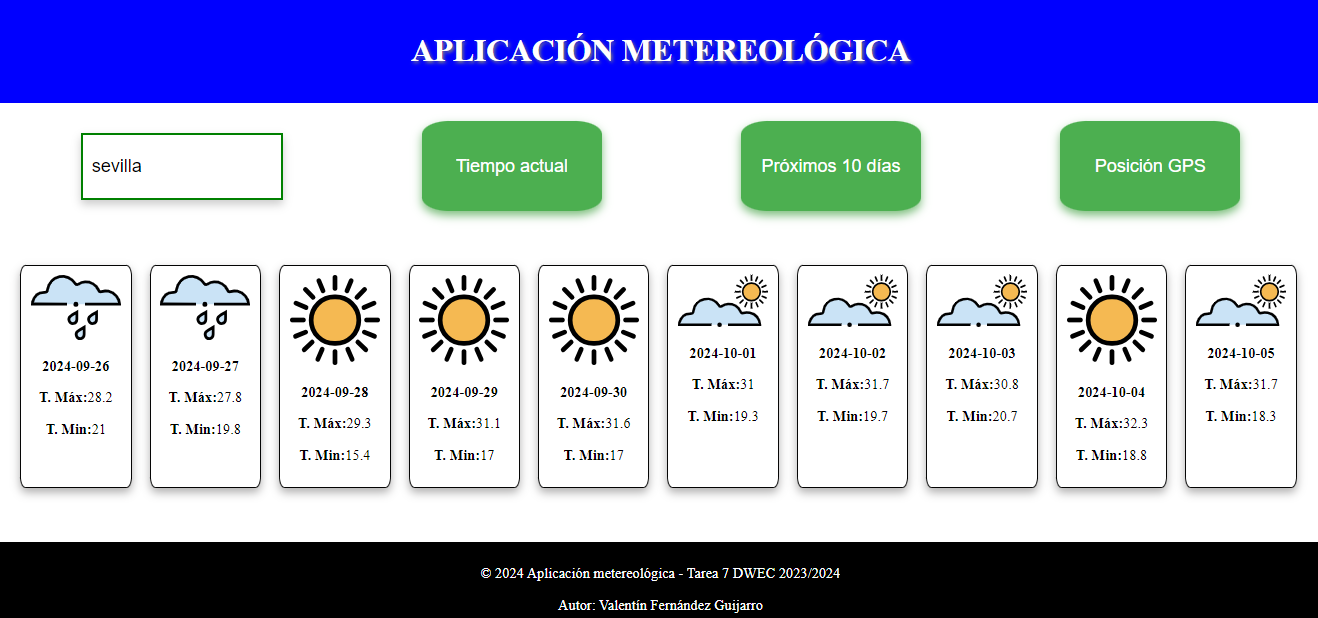 APLICACIÓN METEREOLÓGICA
sevilla
Tiempo actual
Próximos 10 días
Posición GPS
2024-09-26
T. Máx:28.2
T. Min:21
2024-09-27
T. Máx:27.8
T. Min:19.8
2024-09-28
T. Máx:29.3
T. Min:15.4
2024-09-29
T. Máx:31.1
T. Min:17
2024-09-30
T. Máx:31.6
T. Min:17
2024-10-01
T. Máx:31
T. Min:19.3
2024-10-02
T. Máx:31.7
T. Min:19.7
2024-10-03
T. Máx:30.8
T. Min:20.7
2024-10-04
T. Máx:32.3
T. Min:18.8
2024-10-05
T. Máx:31.7
T. Min:18.3
© 2024 Aplicación metereológica - Tarea 7 DWEC 2023/2024
Autor: Valentín Fernández Guijarro